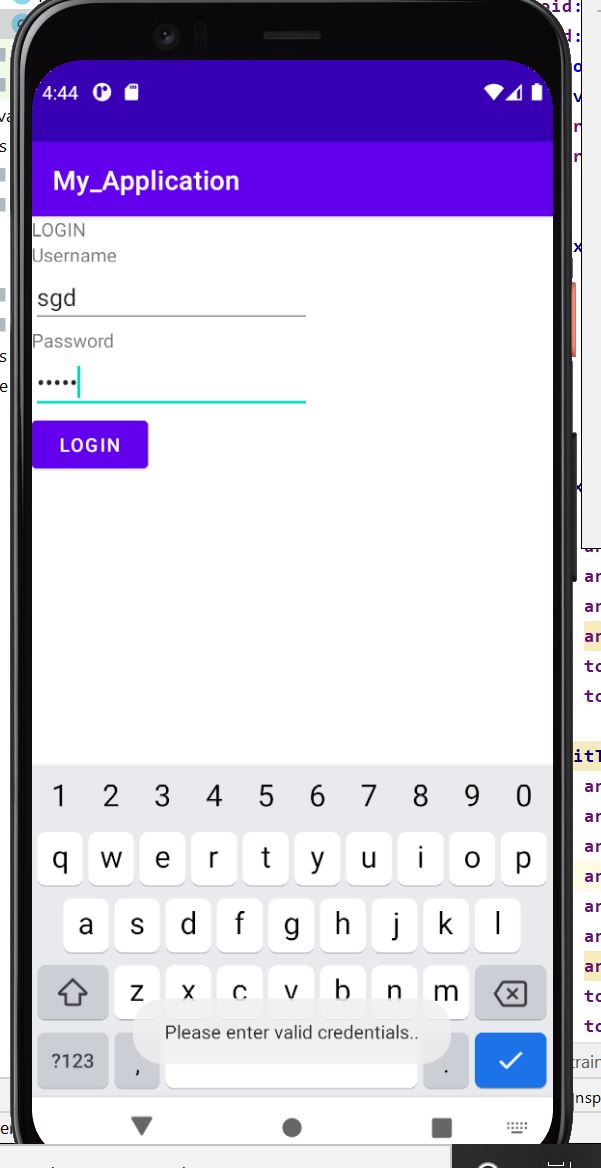 4:44
My_Application
LOGIN
Username
sgd
Password
•••••
LOGIN
1 2 3 4 5 6 7 8 9 0
q w e r t y u i o p
a s d f g h j k l
z x c v b n m
Please enter valid credentials..
?123 , .